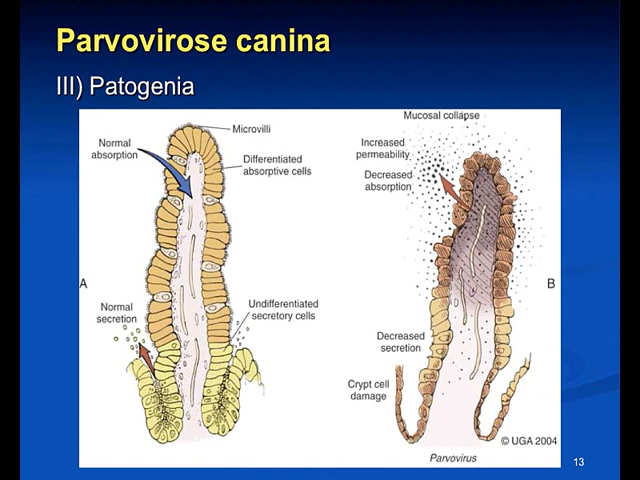 Parvovirose canina
III) Patogenia
Normal
absorption
Microvilli
Differentiated
absorptive cells
A
Normal
secretion
Undifferentiated
secretory cells
Mucosal collapse
Increased
permeability
Decreased
absorption
B
Decreased
secretion
Crypt cell
damage
© UGA 2004
Parvovirus
13